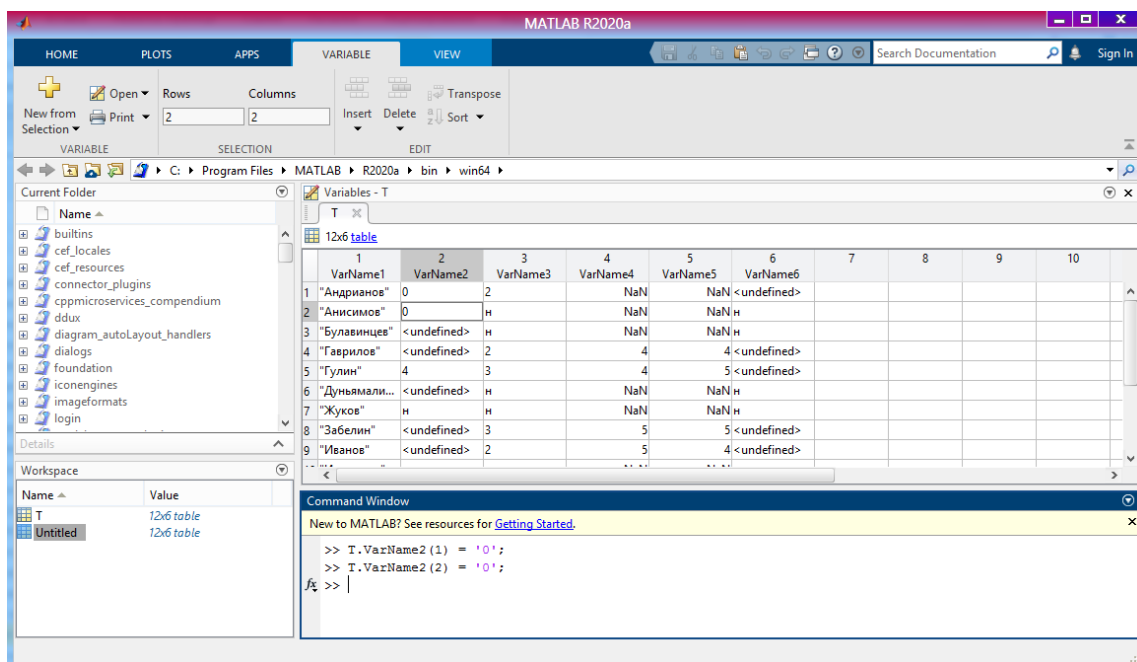 MATLAB R2020a
HOME PLOTS APPS VARIABLE VIEW Search Documentation Sign In
New from Selection
Open
Print
Rows Columns
2 2
Insert Delete
Transpose
Sort
VARIABLE SELECTION EDIT
C: Program Files MATLAB R2020a bin win64
Current Folder
Name
builtins
cef_locales
cef_resources
connector_plugins
cppmicroservices_compendium
ddux
diagram_autoLayout_handlers
dialogs
foundation
iconengines
imageformats
login
Details
Workspace
Name Value
T 12x6 table
Untitled 12x6 table
Variables - T
T
12x6 table
1 2 3 4 5 6 7 8 9 10
VarName1 VarName2 VarName3 VarName4 VarName5 VarName6
1 "Андрианов" 0 2 NaN NaN <undefined>
2 "Анисимов" 0 н NaN NaN н
3 "Булавинцев" <undefined> н NaN NaN н
4 "Гаврилов" <undefined> 2 4 4 <undefined>
5 "Гулин" 4 3 4 5 <undefined>
6 "Дуньямали... <undefined> н NaN NaN н
7 "Жуков" н н NaN NaN н
8 "Забелин" <undefined> 3 5 5 <undefined>
9 "Иванов" <undefined> 2 5 4 <undefined>
Command Window
New to MATLAB? See resources for Getting Started.
>> T.VarName2(1) = '0';
>> T.VarName2(2) = '0';
fx >>